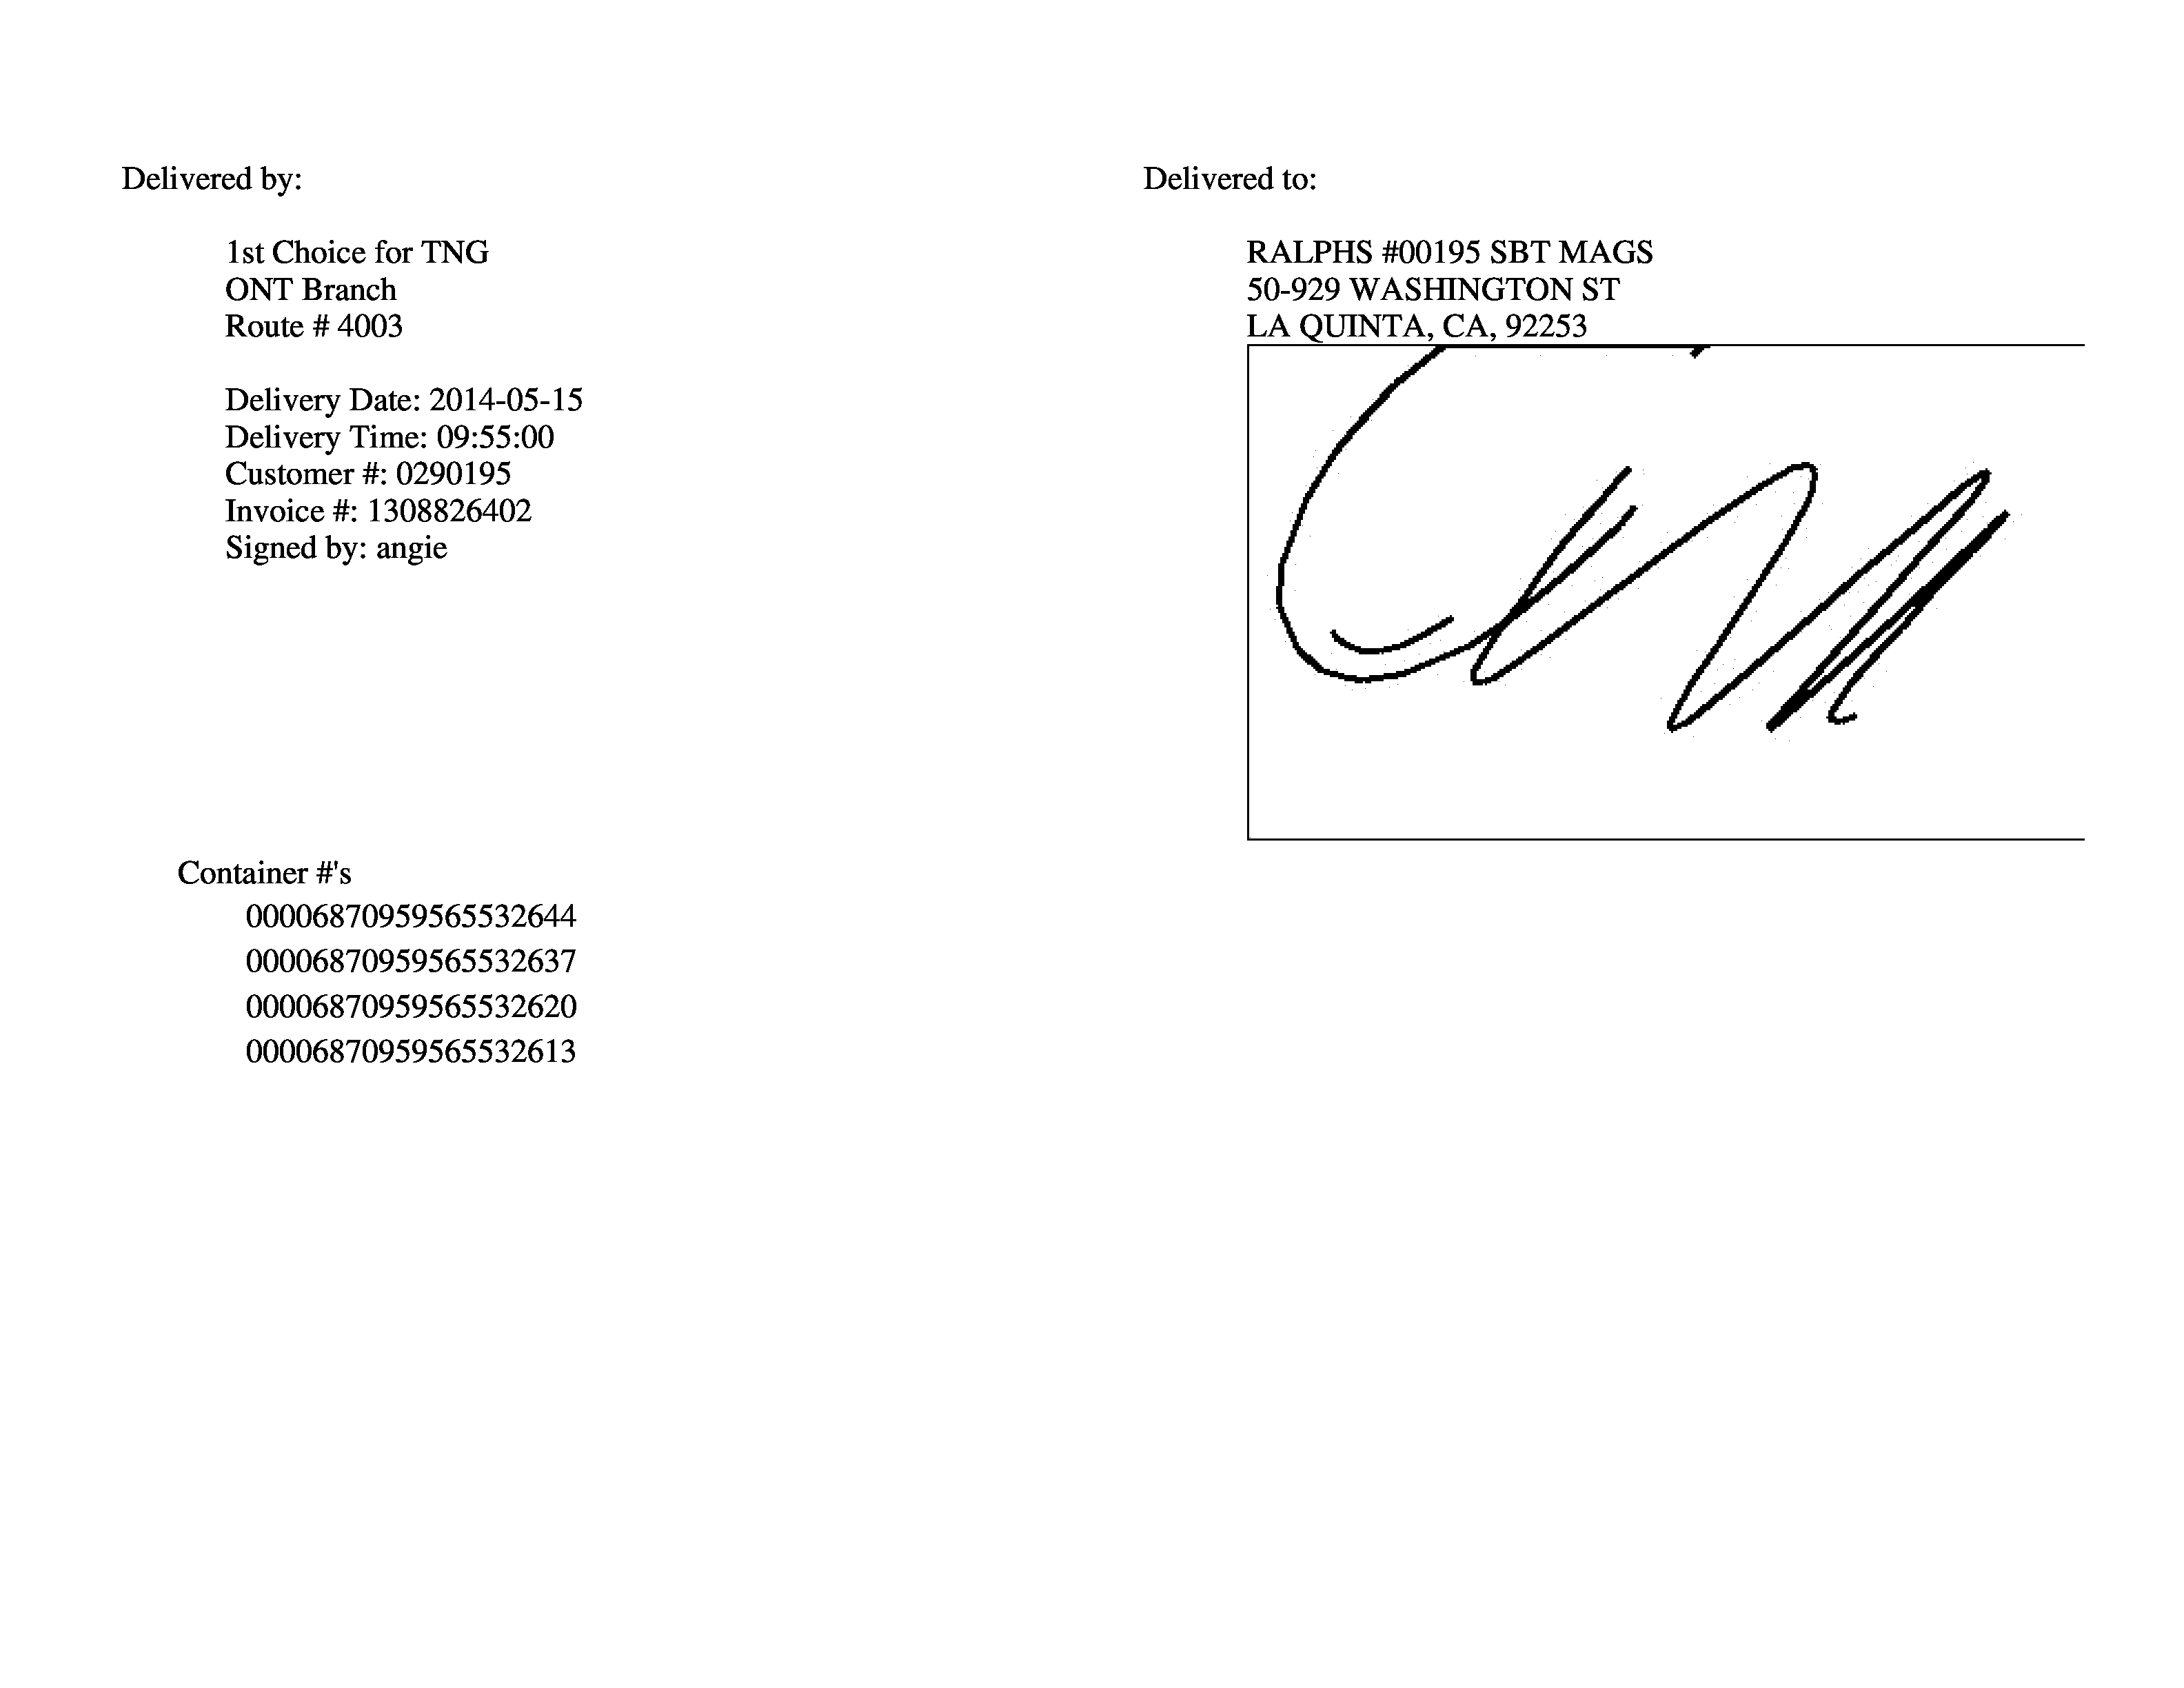 Delivered by:
1st Choice for TNG
ONT Branch
Route # 4003
Delivery Date: 2014-05-15
Delivery Time: 09:55:00
Customer #: 0290195
Invoice #: 1308826402
Signed by: angie
Delivered to:
RALPHS #00195 SBT MAGS
50-929 WASHINGTON ST
LA QUINTA, CA, 92253
Container #'s
00006870959565532644
00006870959565532637
00006870959565532620
00006870959565532613